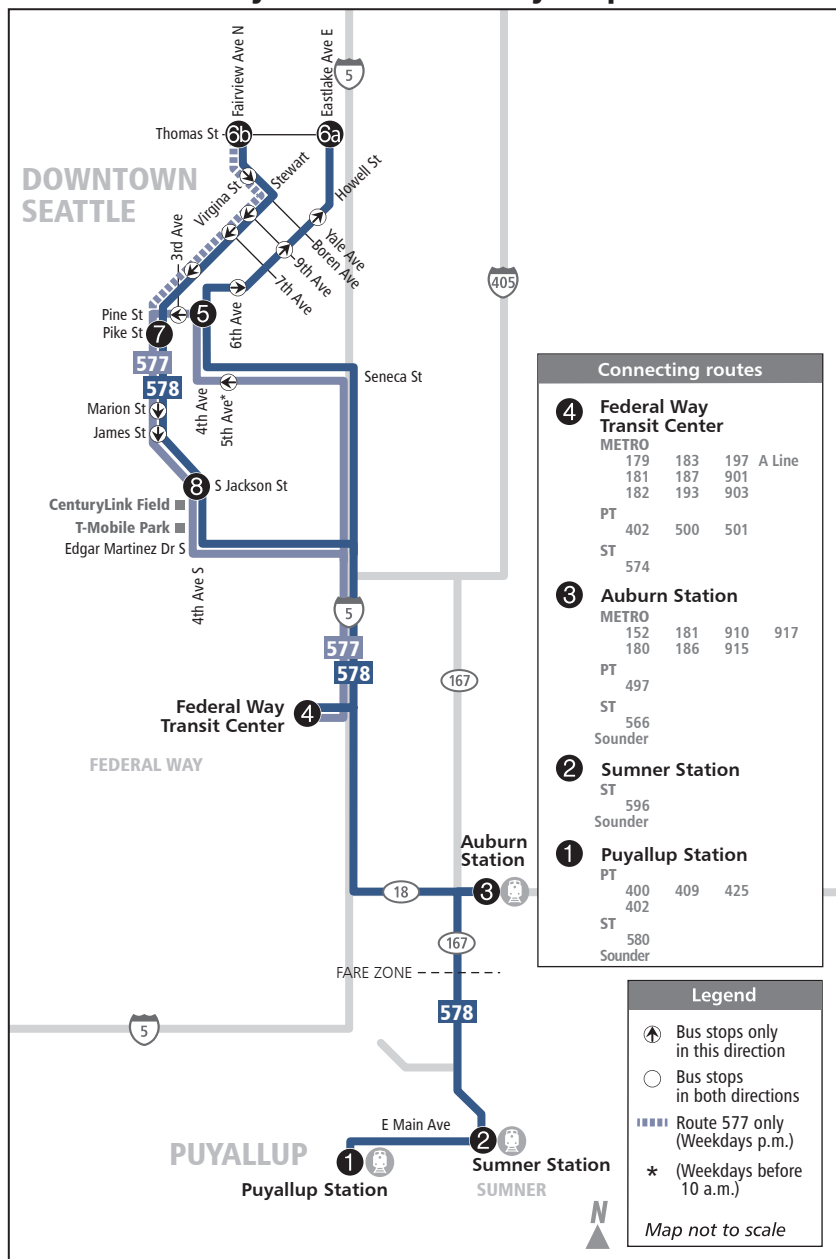 5
Fairview Ave N
Eastlake Ave E
Thomas St
6b
6a
DOWNTOWN
SEATTLE
Virgina St
Stewart
Howell St
3rd Ave
Yale Ave
Boren Ave
9th Ave
7th Ave
6th Ave
405
Pine St
5
Pike St
7
577
578
Seneca St
4th Ave
5th Ave*
Marion St
James St
8
S Jackson St
CenturyLink Field
T-Mobile Park
Edgar Martinez Dr S
4th Ave S
5
577
578
167
Federal Way
Transit Center
4
FEDERAL WAY
Auburn
Station
18
3
167
FARE ZONE
578
5
E Main Ave
PUYALLUP
1
2
Sumner Station
Puyallup Station
SUMNER
N
Connecting routes
4 Federal Way
Transit Center
METRO
179 183 197 A Line
181 187 901
182 193 903
PT
402 500 501
ST
574
3 Auburn Station
METRO
152 181 910 917
180 186 915
PT
497
ST
566
Sounder
2 Sumner Station
ST
596
Sounder
1 Puyallup Station
PT
400 409 425
402
ST
580
Sounder
Legend
Bus stops only
in this direction
Bus stops
in both directions
Route 577 only
(Weekdays p.m.)
* (Weekdays before
10 a.m.)
Map not to scale